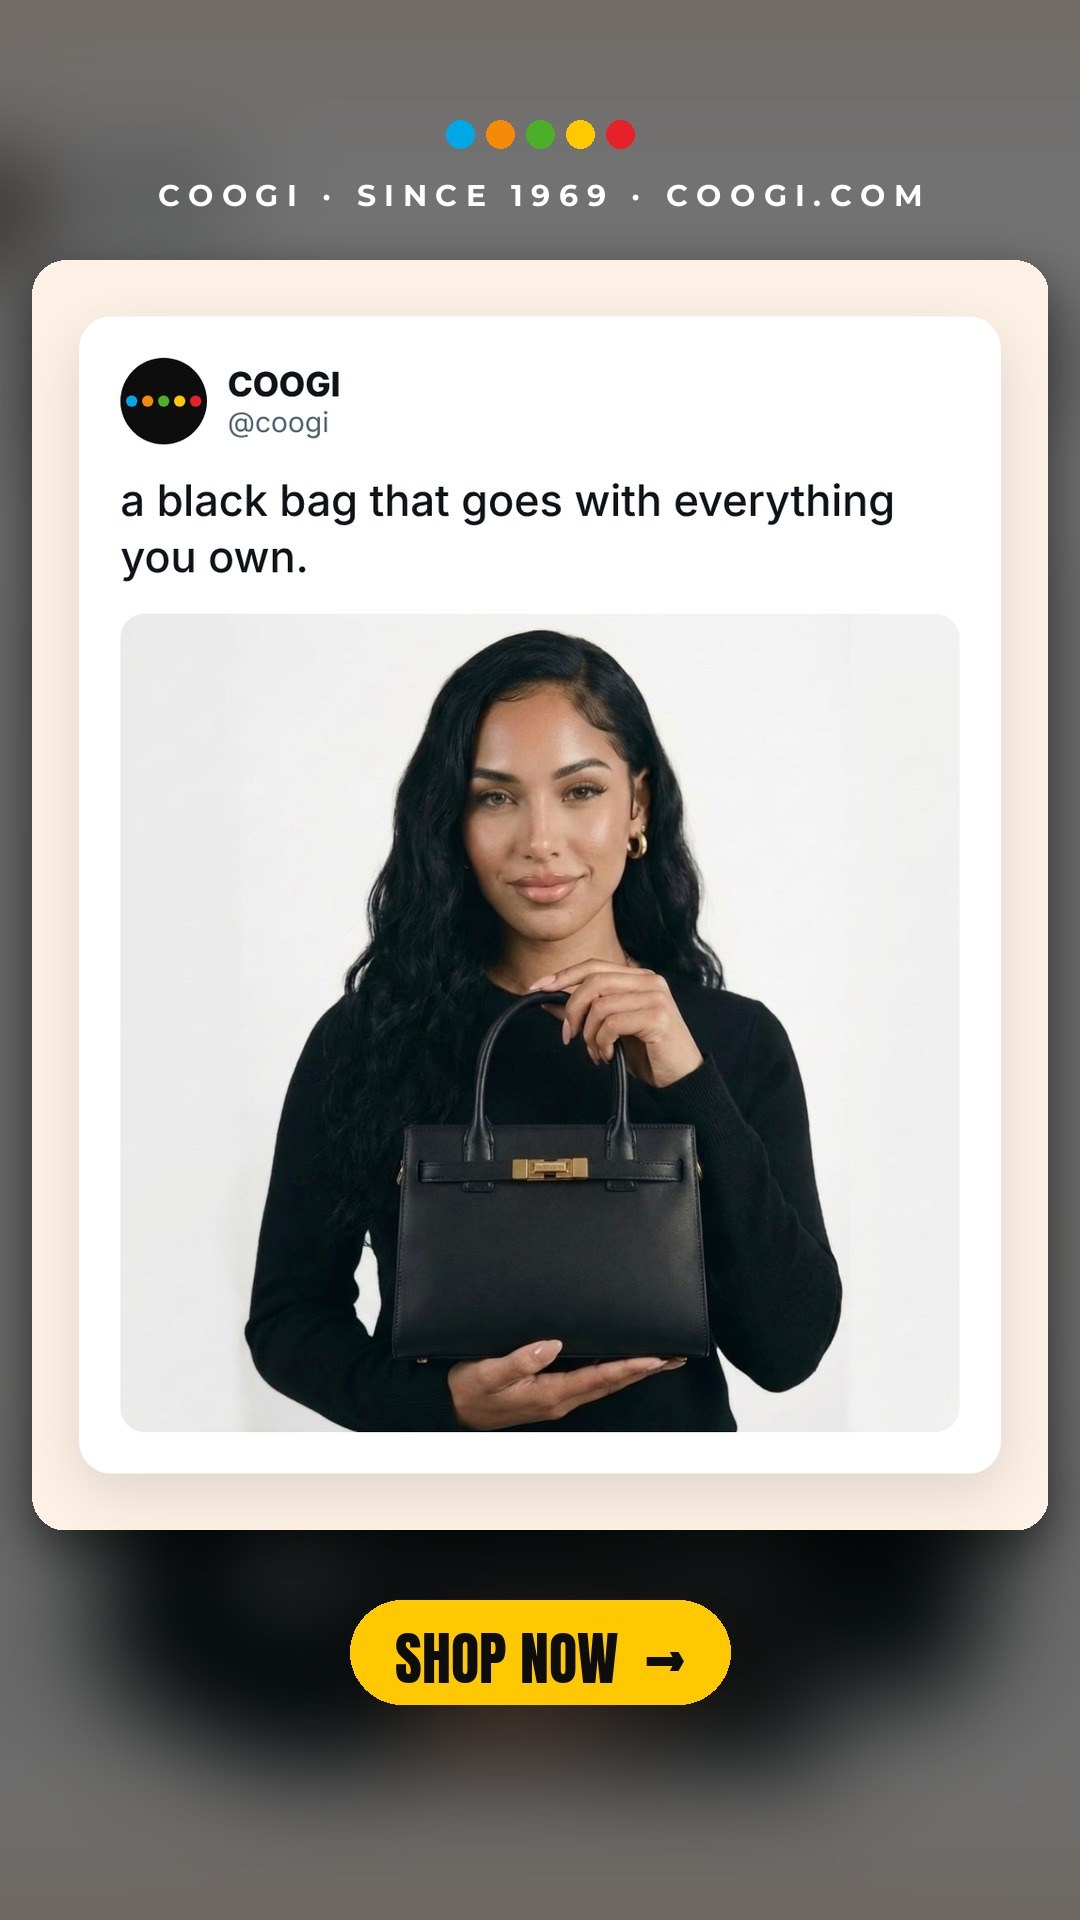 COOGI · SINCE 1969 · COOGI.COM
COOGI
@coogi
a black bag that goes with everything
you own.
SHOP NOW →